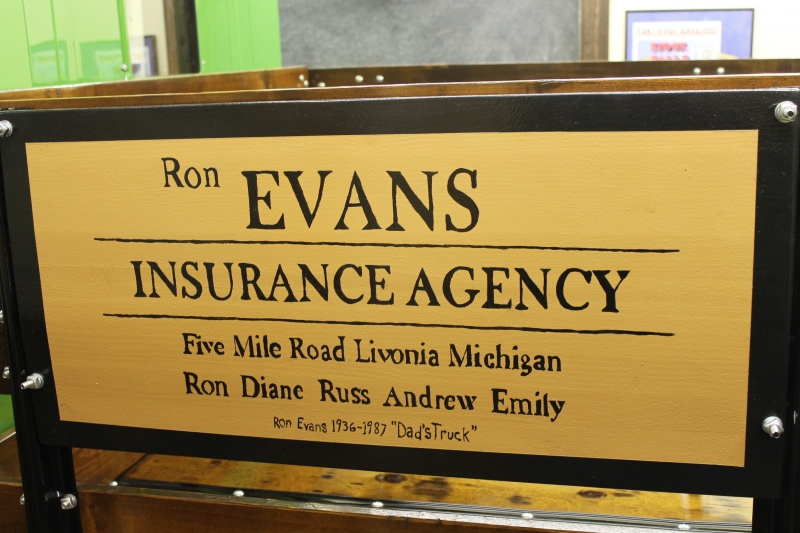 Ron EVANS
INSURANCE AGENCY
Five Mile Road Livonia Michigan
Ron Diane Russ Andrew Emily
Ron Evans 1936-1987 "Dad's Truck"